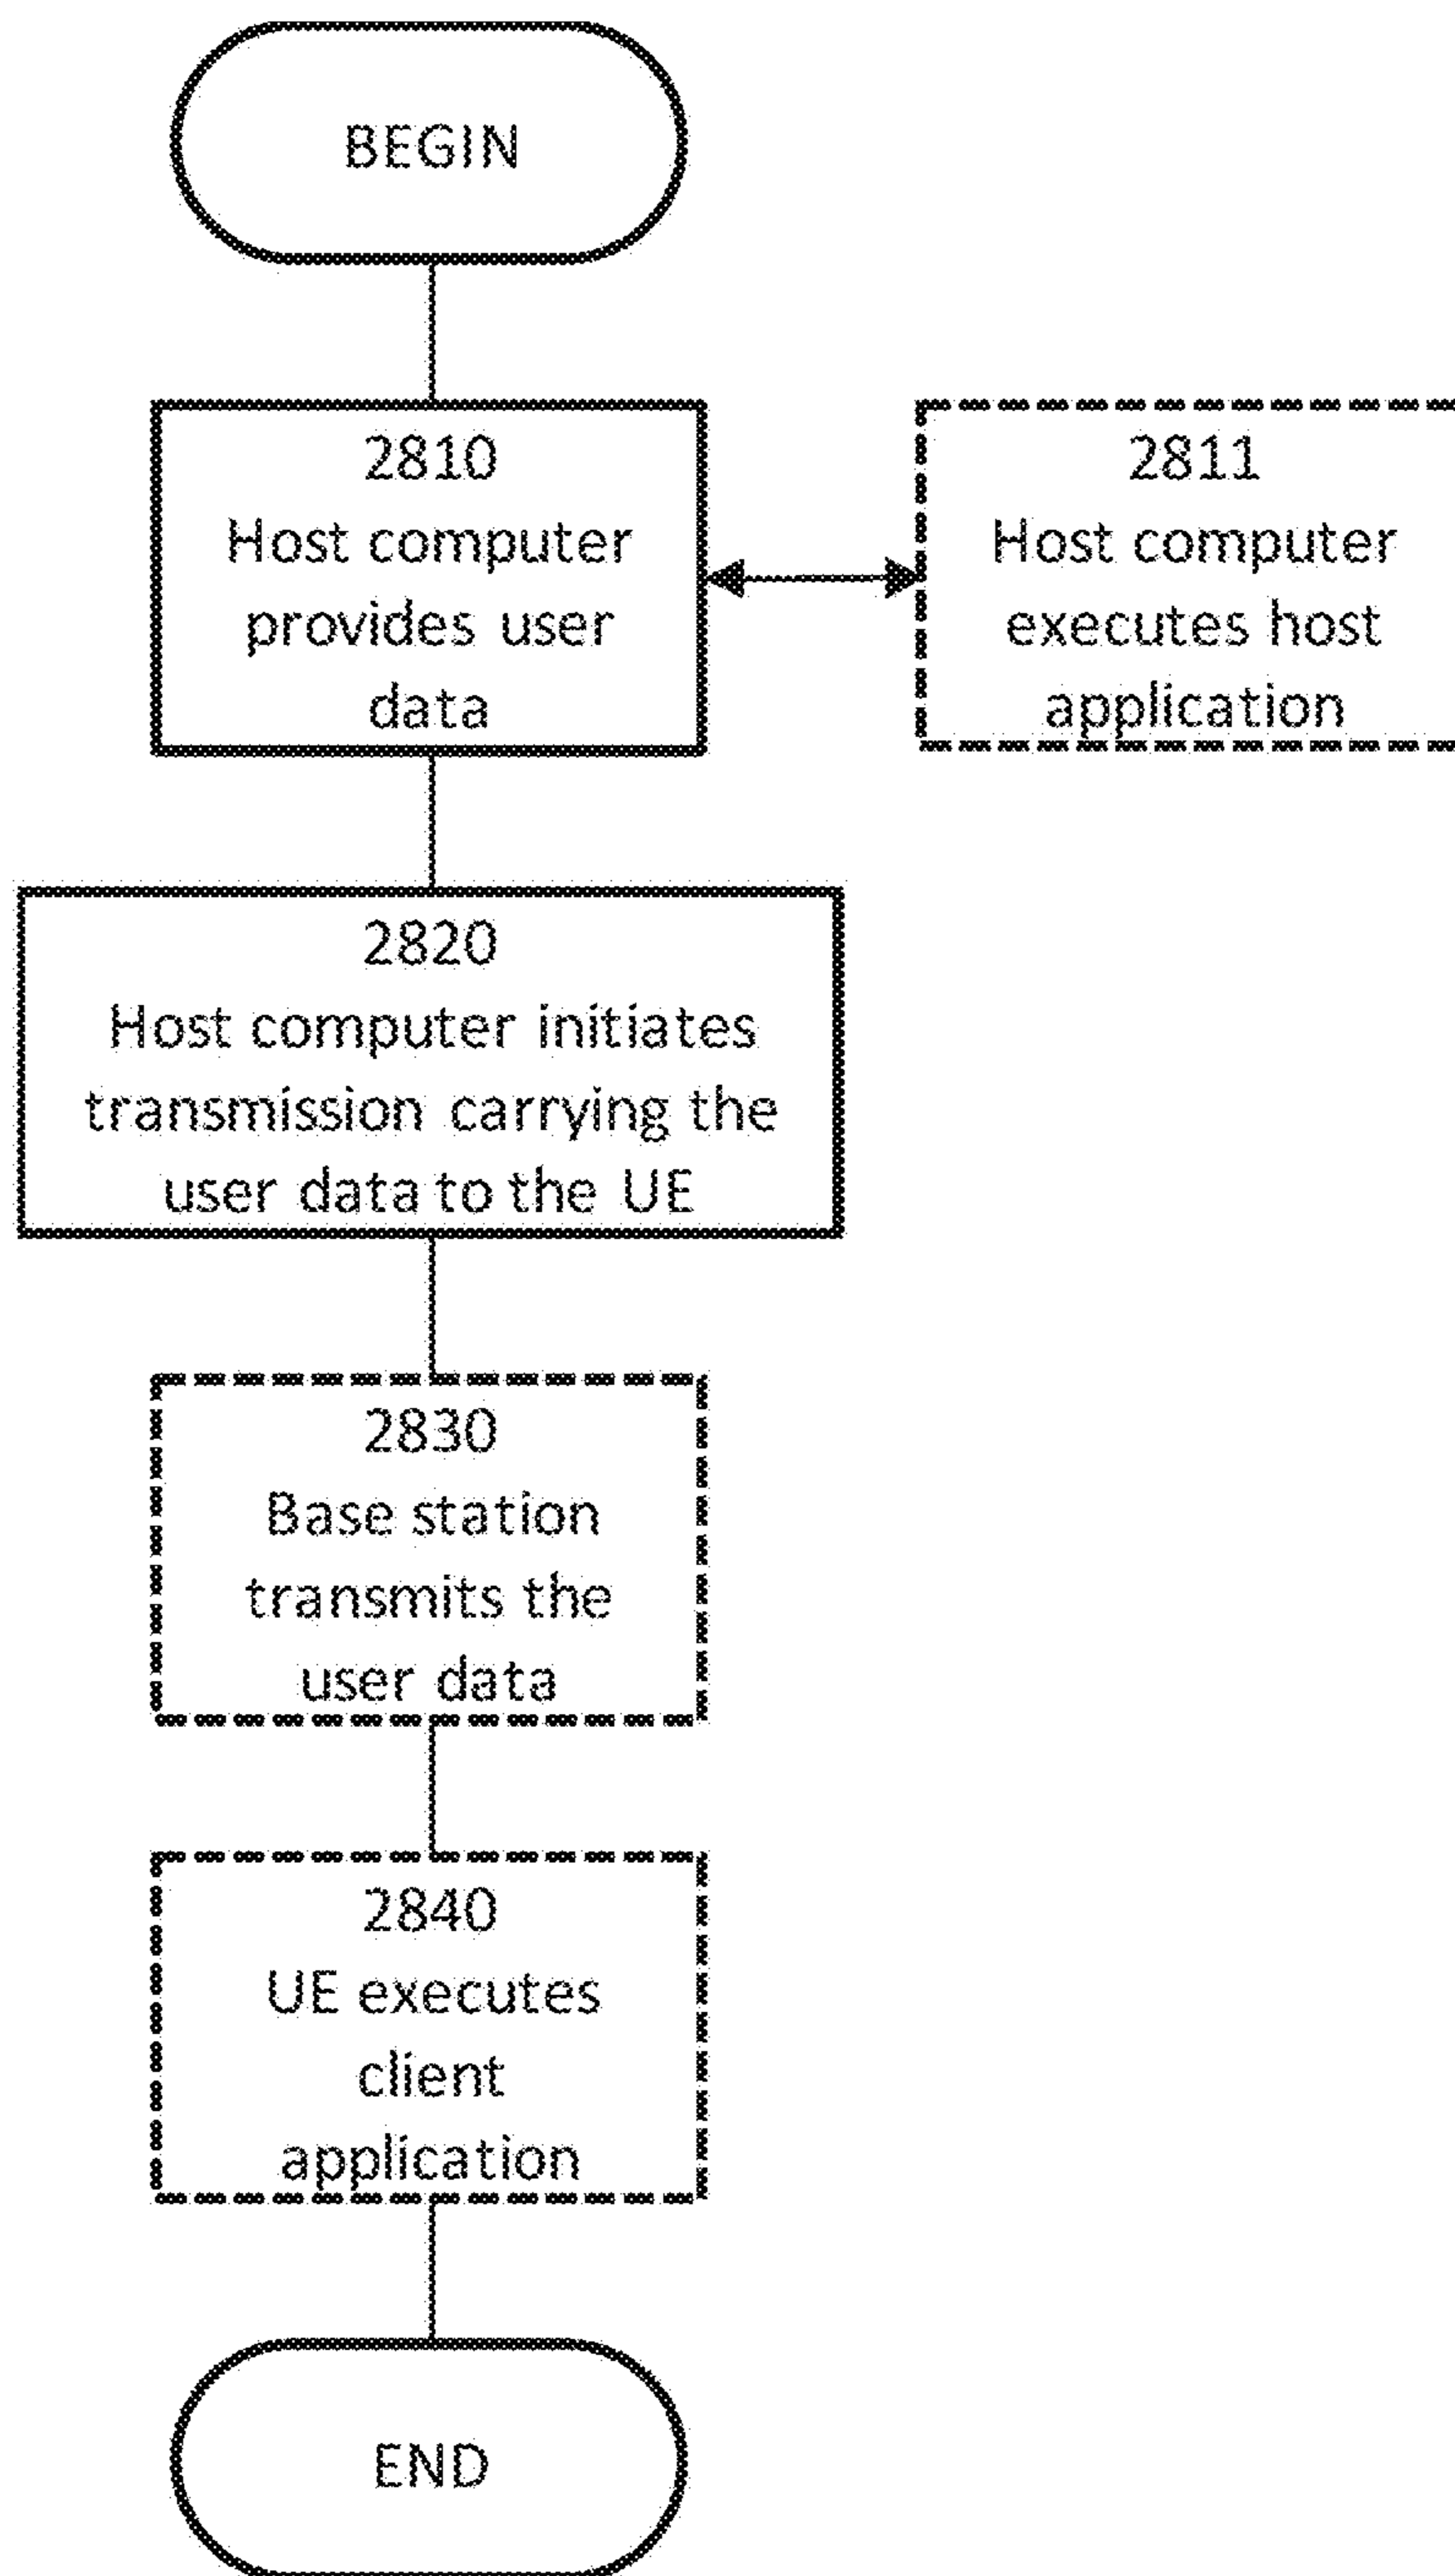 BEGIN
2810
Host computer
provides user
data
2811
Host computer
executes host
application
2820
Host computer initiates
transmission carrying the
user data to the UE
2830
Base station
transmits the
user data
2840
UE executes
client
application
END